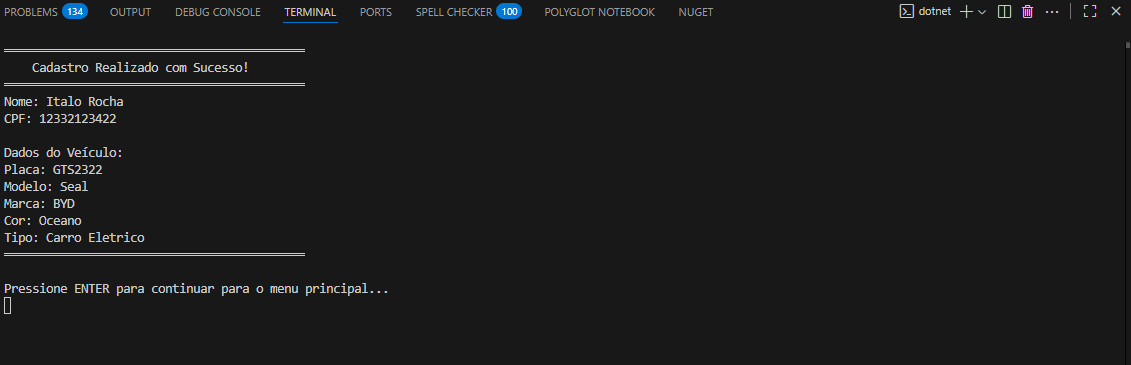 PROBLEMS 134 OUTPUT DEBUG CONSOLE TERMINAL PORTS SPELL CHECKER 100 POLYGLOT NOTEBOOK NUGET dotnet
Cadastro Realizado com Sucesso!
Nome: Italo Rocha
CPF: 12332123422
Dados do Veículo:
Placa: GTS2322
Modelo: Seal
Marca: BYD
Cor: Oceano
Tipo: Carro Eletrico
Pressione ENTER para continuar para o menu principal...